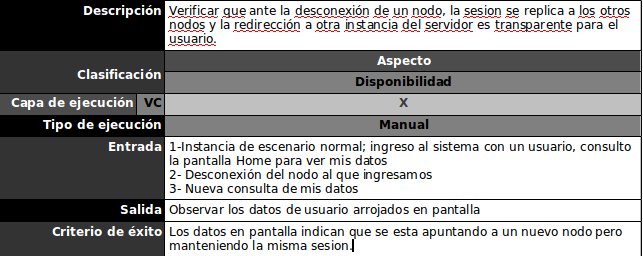 Descripción Verificar que ante la desconexión de un nodo, la sesion se replica a los otros
nodos y la redirección a otra instancia del servidor es transparente para el
usuario.
Clasificación Aspecto
Disponibilidad
Capa de ejecución VC X
Tipo de ejecución Manual
Entrada 1-Instancia de escenario normal; ingreso al sistema con un usuario, consulto
la pantalla Home para ver mis datos
2- Desconexión del nodo al que ingresamos
3- Nueva consulta de mis datos
Salida Observar los datos de usuario arrojados en pantalla
Criterio de éxito Los datos en pantalla indican que se esta apuntando a un nuevo nodo pero
manteniendo la misma sesion.